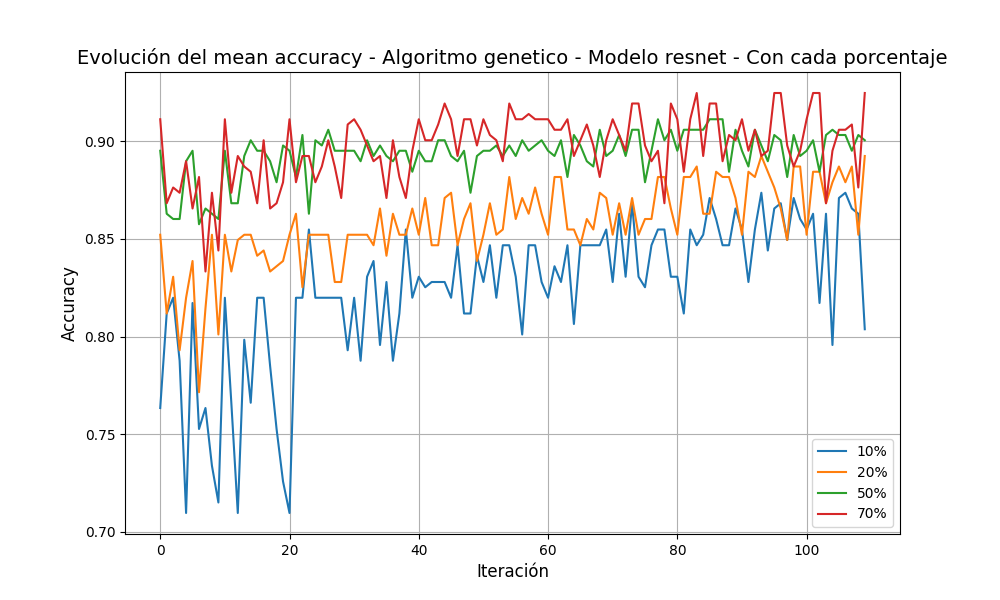 Evolución del mean accuracy - Algoritmo genetico - Modelo resnet - Con cada porcentaje
Accuracy
0.90
0.85
0.80
0.75
0.70
0 20 40 60 80 100
Iteración
10%
20%
50%
70%